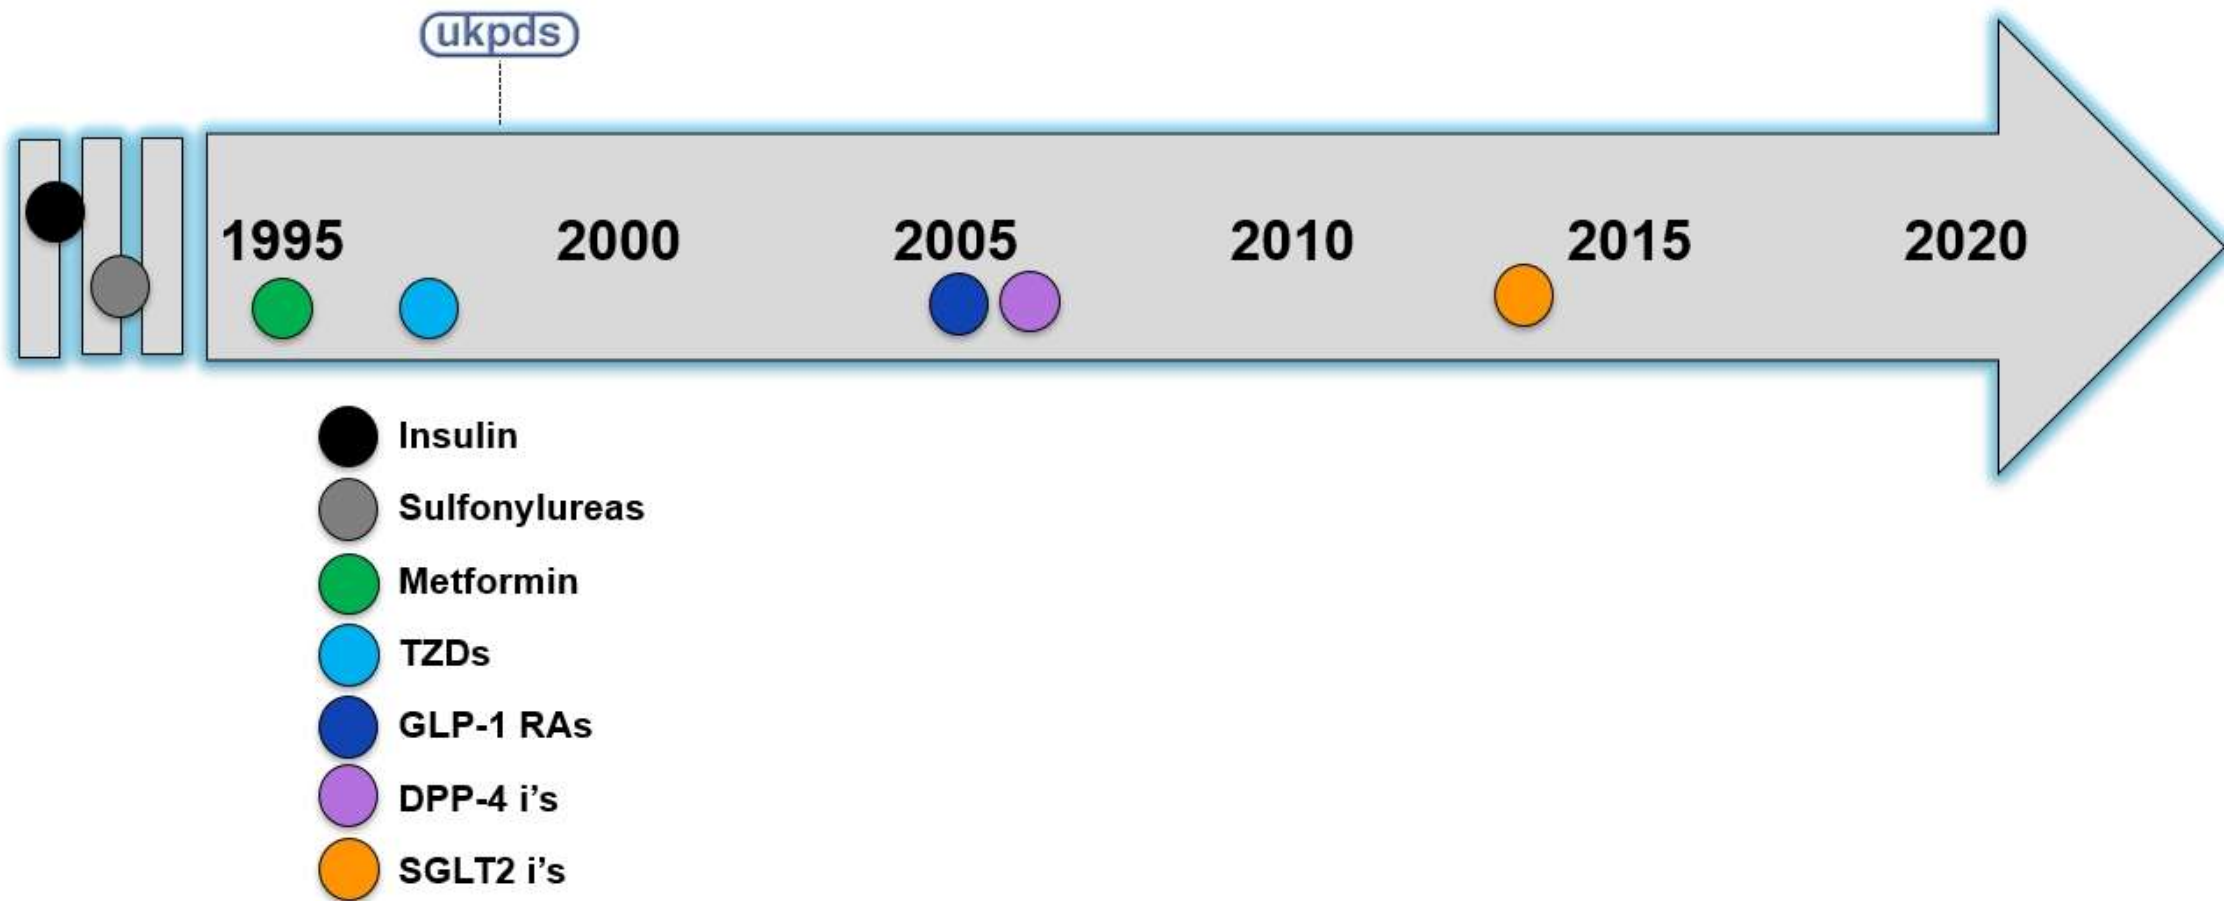 ukpds
1995 2000 2005 2010 2015 2020
Insulin
Sulfonylureas
Metformin
TZDs
GLP-1 RAs
DPP-4 i’s
SGLT2 i’s